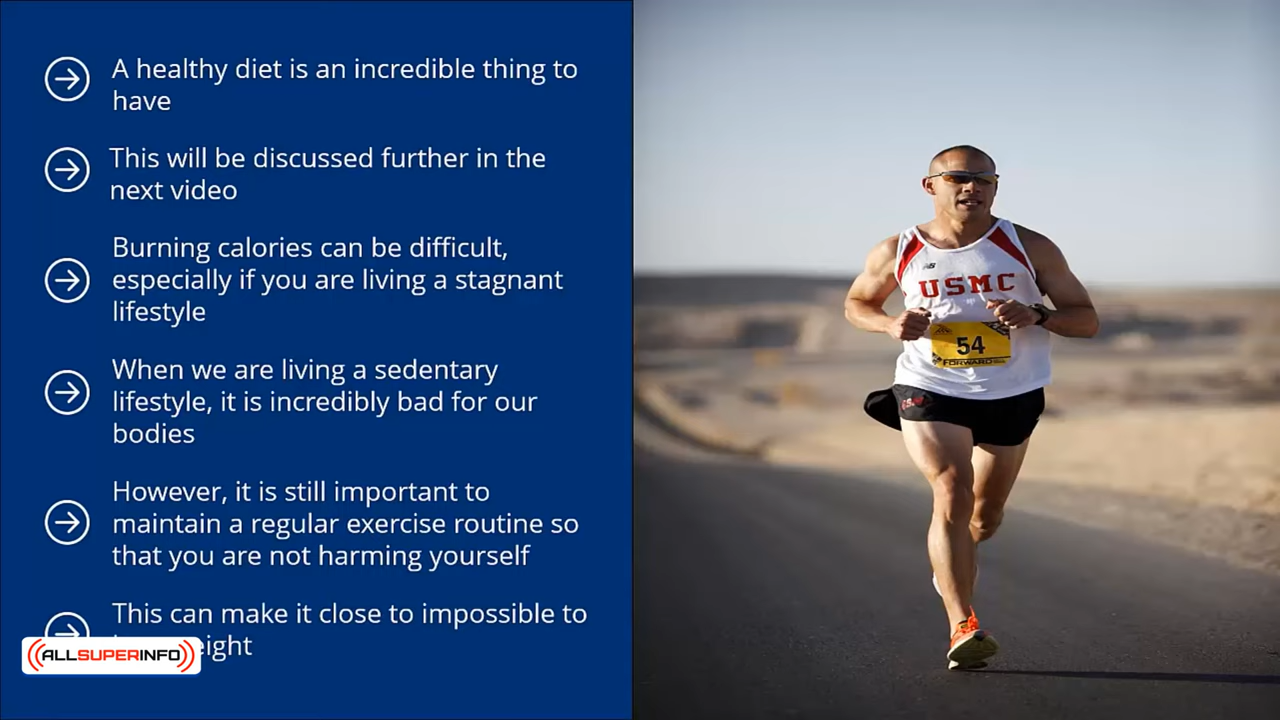 A healthy diet is an incredible thing to
have
This will be discussed further in the
next video
Burning calories can be difficult,
especially if you are living a stagnant
lifestyle
When we are living a sedentary
lifestyle, it is incredibly bad for our
bodies
However, it is still important to
maintain a regular exercise routine so
that you are not harming yourself
This can make it close to impossible to
ALLSUPERINFO
USMC
54
FORWARD